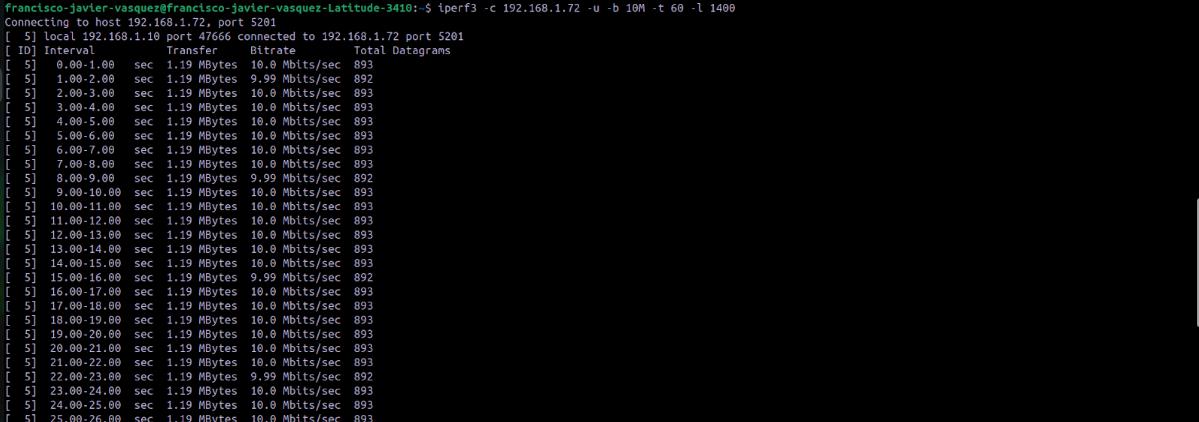 francisco-javier-vasquez@francisco-javier-vasquez-Latitude-3410:~$ iperf3 -c 192.168.1.72 -u -b 10M -t 60 -l 1400
Connecting to host 192.168.1.72, port 5201
[  5] local 192.168.1.10 port 47666 connected to 192.168.1.72 port 5201
[ ID] Interval           Transfer     Bitrate         Total Datagrams
[  5]   0.00-1.00   sec  1.19 MBytes  10.0 Mbits/sec  893
[  5]   1.00-2.00   sec  1.19 MBytes  9.99 Mbits/sec  892
[  5]   2.00-3.00   sec  1.19 MBytes  10.0 Mbits/sec  893
[  5]   3.00-4.00   sec  1.19 MBytes  10.0 Mbits/sec  893
[  5]   4.00-5.00   sec  1.19 MBytes  10.0 Mbits/sec  893
[  5]   5.00-6.00   sec  1.19 MBytes  10.0 Mbits/sec  893
[  5]   6.00-7.00   sec  1.19 MBytes  10.0 Mbits/sec  893
[  5]   7.00-8.00   sec  1.19 MBytes  10.0 Mbits/sec  893
[  5]   8.00-9.00   sec  1.19 MBytes  9.99 Mbits/sec  892
[  5]   9.00-10.00  sec  1.19 MBytes  10.0 Mbits/sec  893
[  5]  10.00-11.00  sec  1.19 MBytes  10.0 Mbits/sec  893
[  5]  11.00-12.00  sec  1.19 MBytes  10.0 Mbits/sec  893
[  5]  12.00-13.00  sec  1.19 MBytes  10.0 Mbits/sec  893
[  5]  13.00-14.00  sec  1.19 MBytes  10.0 Mbits/sec  893
[  5]  14.00-15.00  sec  1.19 MBytes  10.0 Mbits/sec  893
[  5]  15.00-16.00  sec  1.19 MBytes  9.99 Mbits/sec  892
[  5]  16.00-17.00  sec  1.19 MBytes  10.0 Mbits/sec  893
[  5]  17.00-18.00  sec  1.19 MBytes  10.0 Mbits/sec  893
[  5]  18.00-19.00  sec  1.19 MBytes  10.0 Mbits/sec  893
[  5]  19.00-20.00  sec  1.19 MBytes  10.0 Mbits/sec  893
[  5]  20.00-21.00  sec  1.19 MBytes  10.0 Mbits/sec  893
[  5]  21.00-22.00  sec  1.19 MBytes  10.0 Mbits/sec  893
[  5]  22.00-23.00  sec  1.19 MBytes  9.99 Mbits/sec  892
[  5]  23.00-24.00  sec  1.19 MBytes  10.0 Mbits/sec  893
[  5]  24.00-25.00  sec  1.19 MBytes  10.0 Mbits/sec  893
[  5]  25.00-26.00  sec  1.19 MBytes  10.0 Mbits/sec  893